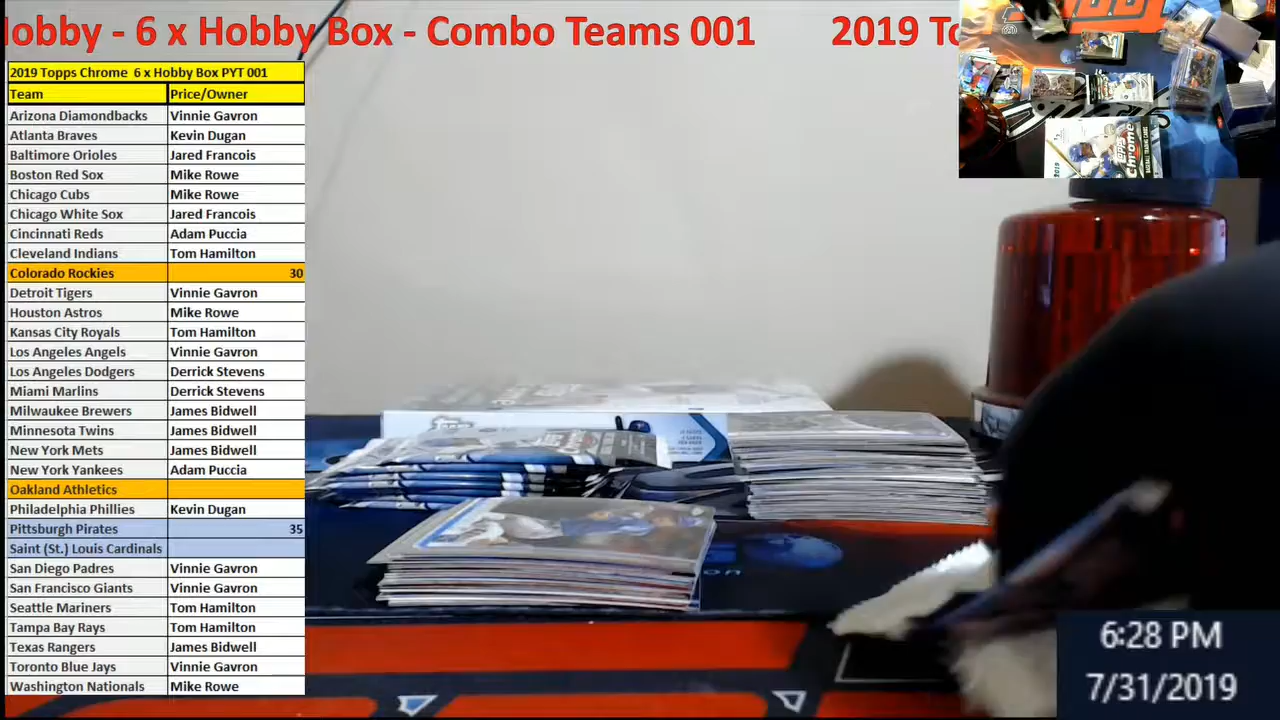 lobby - 6 x Hobby Box - Combo Teams 001 2019 To
2019 Topps Chrome 6 x Hobby Box PYT 001
Team Price/Owner
Arizona Diamondbacks Vinnie Gavron
Atlanta Braves Kevin Dugan
Baltimore Orioles Jared Francois
Boston Red Sox Mike Rowe
Chicago Cubs Mike Rowe
Chicago White Sox Jared Francois
Cincinnati Reds Adam Puccia
Cleveland Indians Tom Hamilton
Colorado Rockies 30
Detroit Tigers Vinnie Gavron
Houston Astros Mike Rowe
Kansas City Royals Tom Hamilton
Los Angeles Angels Vinnie Gavron
Los Angeles Dodgers Derrick Stevens
Miami Marlins Derrick Stevens
Milwaukee Brewers James Bidwell
Minnesota Twins James Bidwell
New York Mets James Bidwell
New York Yankees Adam Puccia
Oakland Athletics
Philadelphia Phillies Kevin Dugan
Pittsburgh Pirates 35
Saint (St.) Louis Cardinals
San Diego Padres Vinnie Gavron
San Francisco Giants Vinnie Gavron
Seattle Mariners Tom Hamilton
Tampa Bay Rays Tom Hamilton
Texas Rangers James Bidwell
Toronto Blue Jays Vinnie Gavron
Washington Nationals Mike Rowe
Topps
Chrome
6:28 PM
7/31/2019